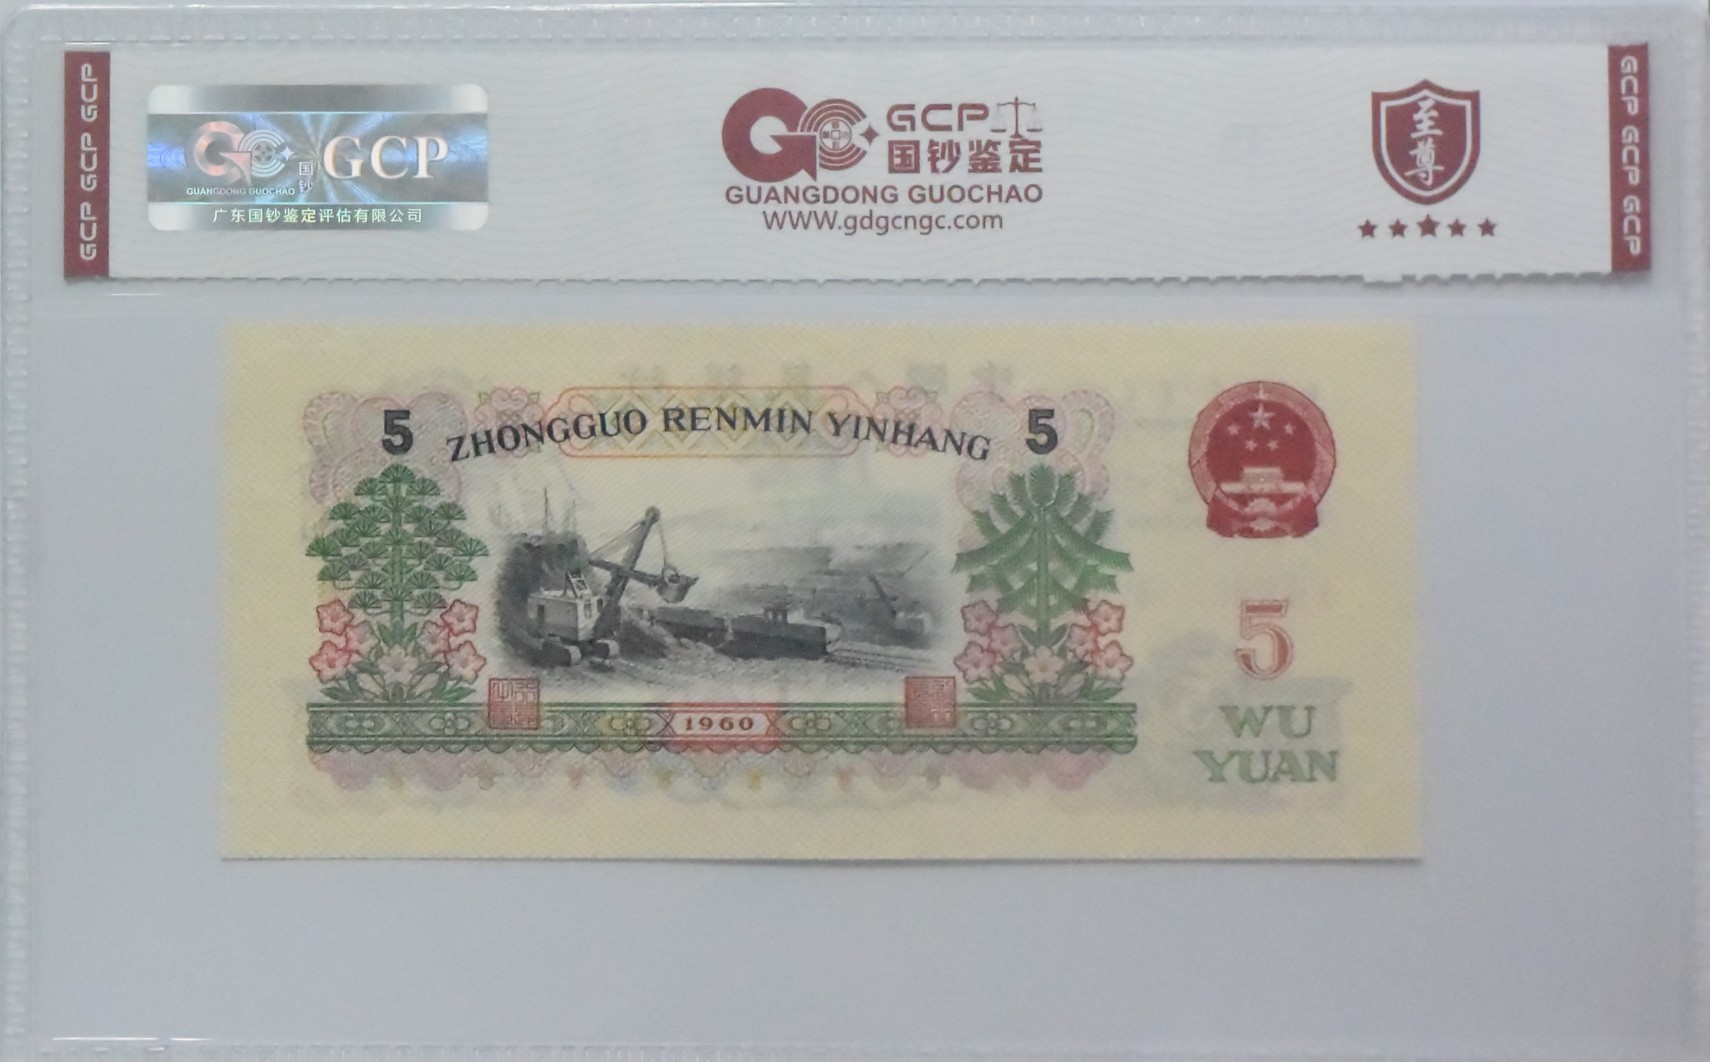 GCP GCP GCP
国钞
GCP
GUANGDONG GUOCHAO
广东国钞鉴定评估有限公司
GCP
国钞鉴定
GUANGDONG GUOCHAO
WWW.gdgcngc.com
至尊
GCP GCP GCP
5
ZHONGGUO RENMIN YINHANG
5
1960
5
WU
YUAN